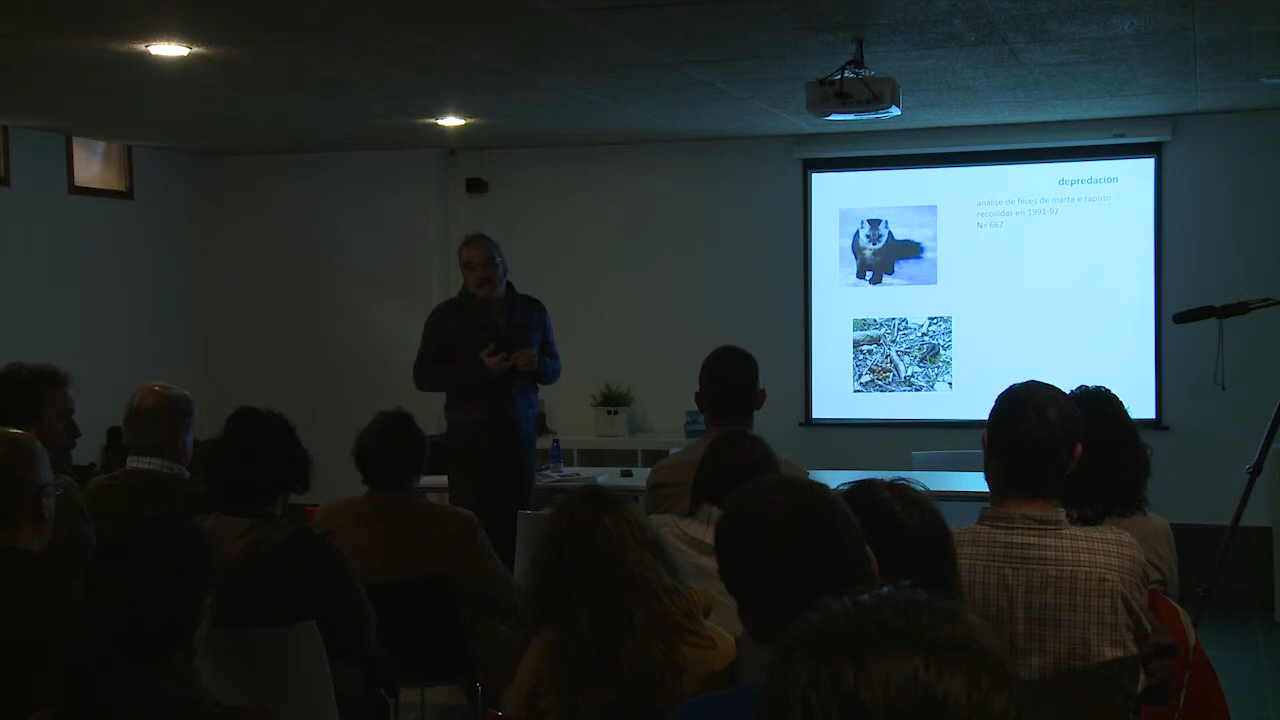 depredación
análise de feces de marta e raposo
recollidas en 1991-92
N= 667